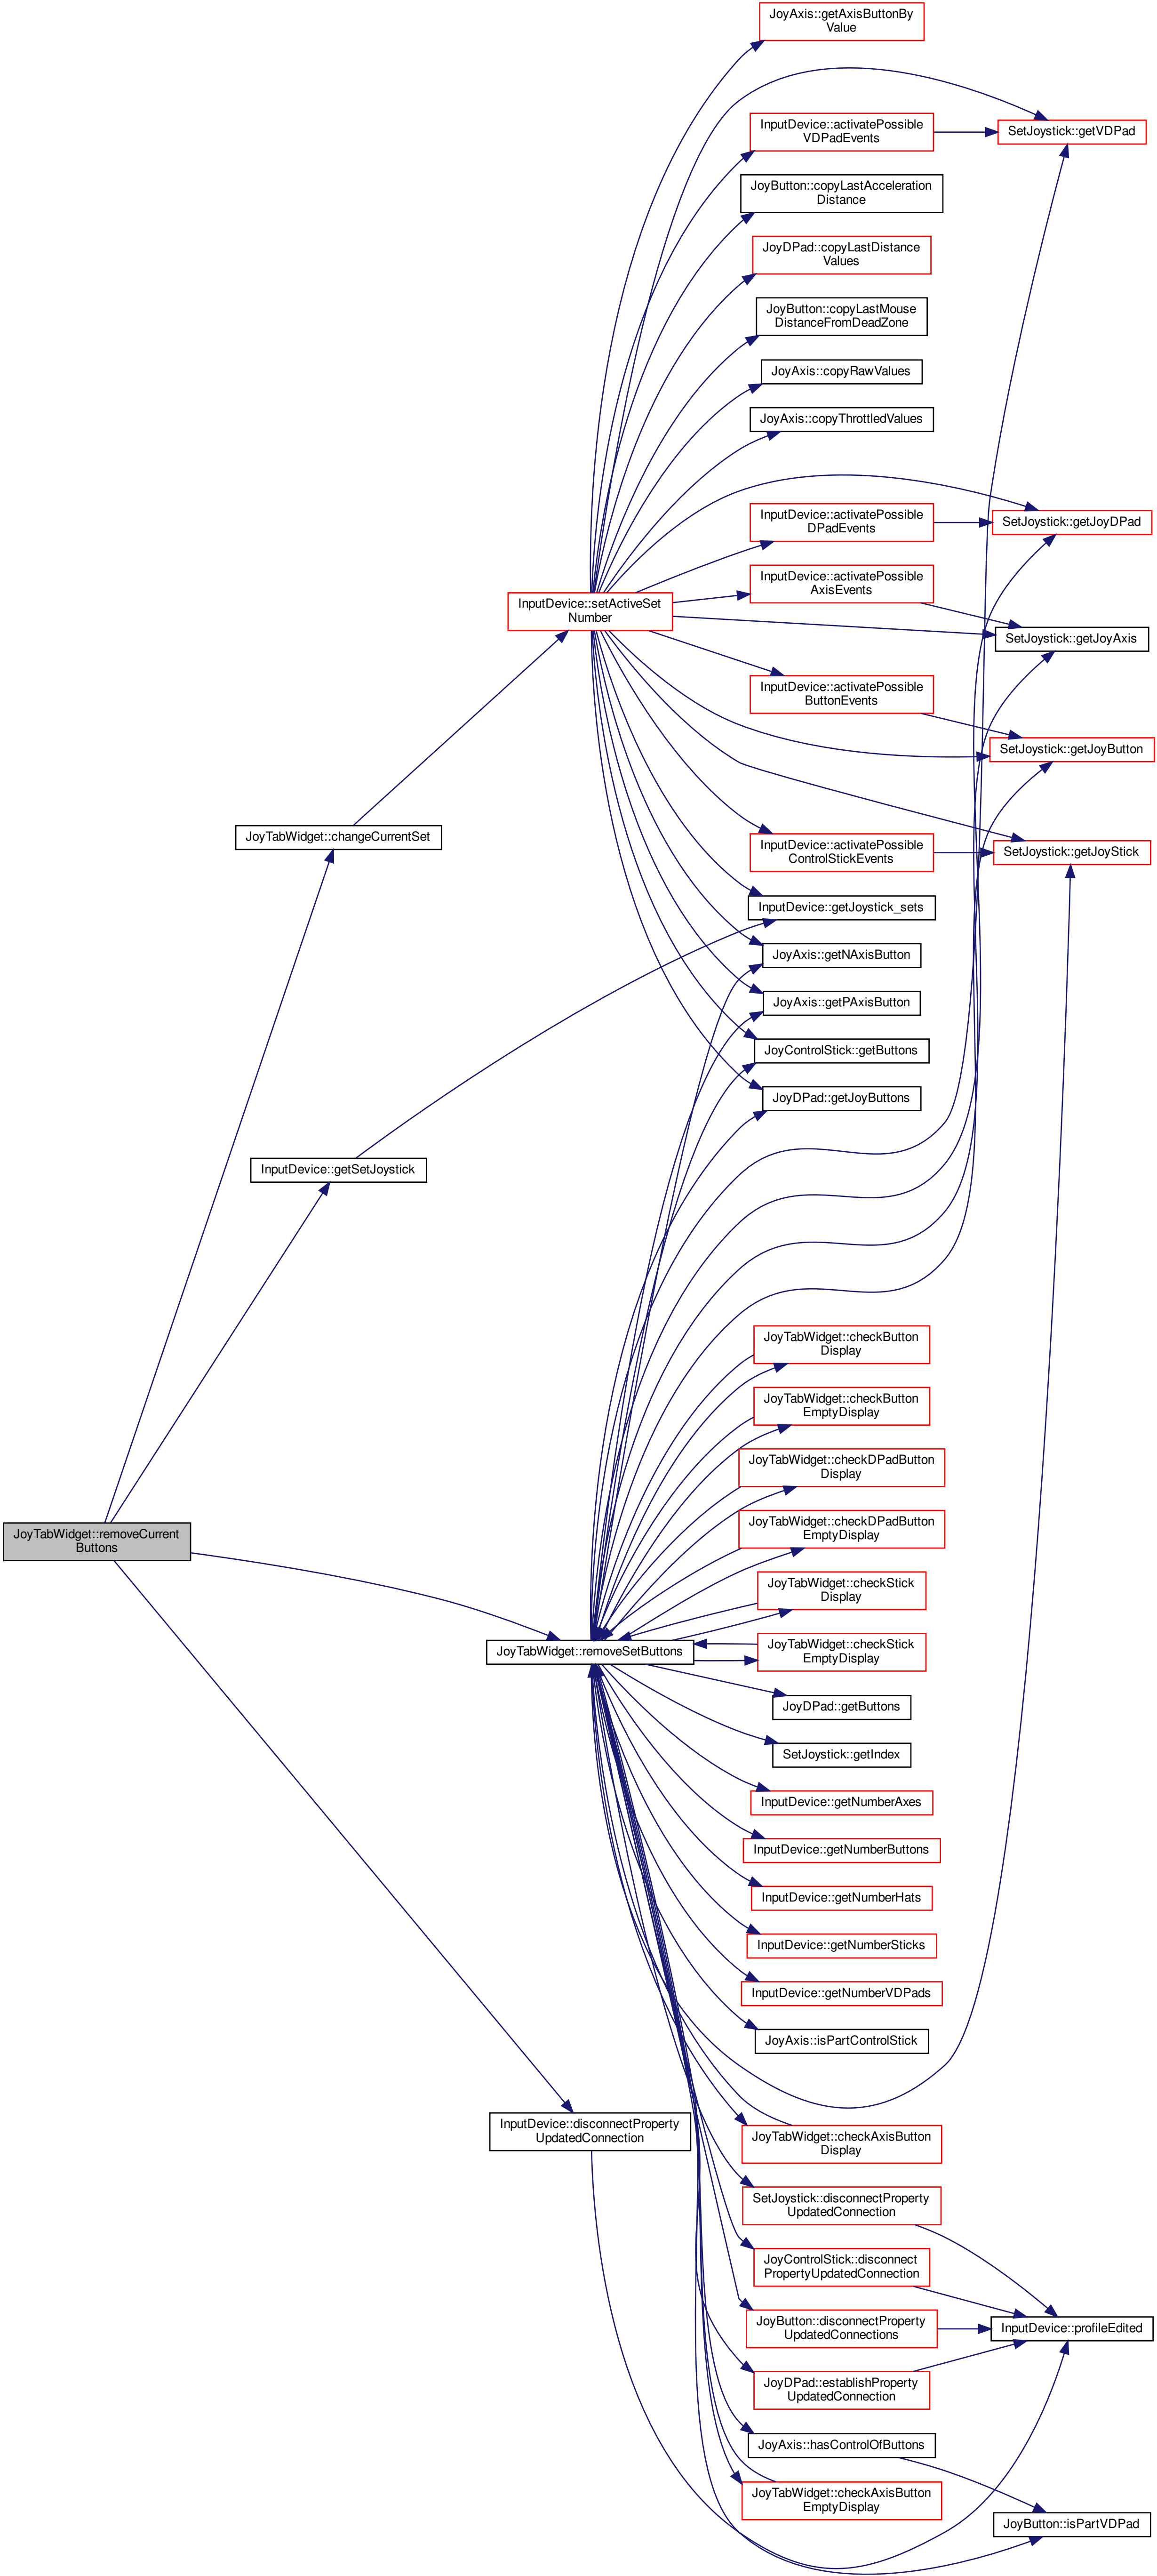 JoyAxis::getAxisButtonBy
Value
SetJoystick::getVDPad
InputDevice::activatePossible
VDPadEvents
JoyButton::copyLastAcceleration
Distance
JoyDPad::copyLastDistance
Values
JoyButton::copyLastMouse
DistanceFromDeadZone
JoyAxis::copyRawValues
JoyAxis::copyThrottledValues
InputDevice::activatePossible
DPadEvents
SetJoystick::getJoyDPad
InputDevice::activatePossible
AxisEvents
InputDevice::setActiveSet
Number
SetJoystick::getJoyAxis
InputDevice::activatePossible
ButtonEvents
SetJoystick::getJoyButton
JoyTabWidget::changeCurrentSet
InputDevice::activatePossible
ControlStickEvents
SetJoystick::getJoyStick
InputDevice::getJoystick_sets
JoyAxis::getNAxisButton
JoyAxis::getPAxisButton
JoyControlStick::getButtons
JoyDPad::getJoyButtons
InputDevice::getSetJoystick
JoyTabWidget::checkButton
Display
JoyTabWidget::checkButton
EmptyDisplay
JoyTabWidget::checkDPadButton
Display
JoyTabWidget::removeCurrent
Buttons
JoyTabWidget::checkDPadButton
EmptyDisplay
JoyTabWidget::checkStick
Display
JoyTabWidget::removeSetButtons
JoyTabWidget::checkStick
EmptyDisplay
JoyDPad::getButtons
SetJoystick::getIndex
InputDevice::getNumberAxes
InputDevice::getNumberButtons
InputDevice::getNumberHats
InputDevice::getNumberSticks
InputDevice::getNumberVDPads
JoyAxis::isPartControlStick
InputDevice::disconnectProperty
UpdatedConnection
JoyTabWidget::checkAxisButton
Display
SetJoystick::disconnectProperty
UpdatedConnection
JoyControlStick::disconnect
PropertyUpdatedConnection
JoyButton::disconnectProperty
UpdatedConnections
InputDevice::profileEdited
JoyDPad::establishProperty
UpdatedConnection
JoyAxis::hasControlOfButtons
JoyTabWidget::checkAxisButton
EmptyDisplay
JoyButton::isPartVDPad